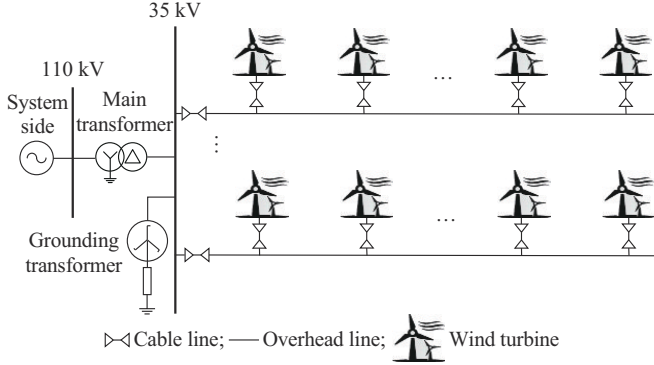 35 kV
110 kV
System
side
Main
transformer
...
⋮
...
Grounding
transformer
Cable line; Overhead line; Wind turbine